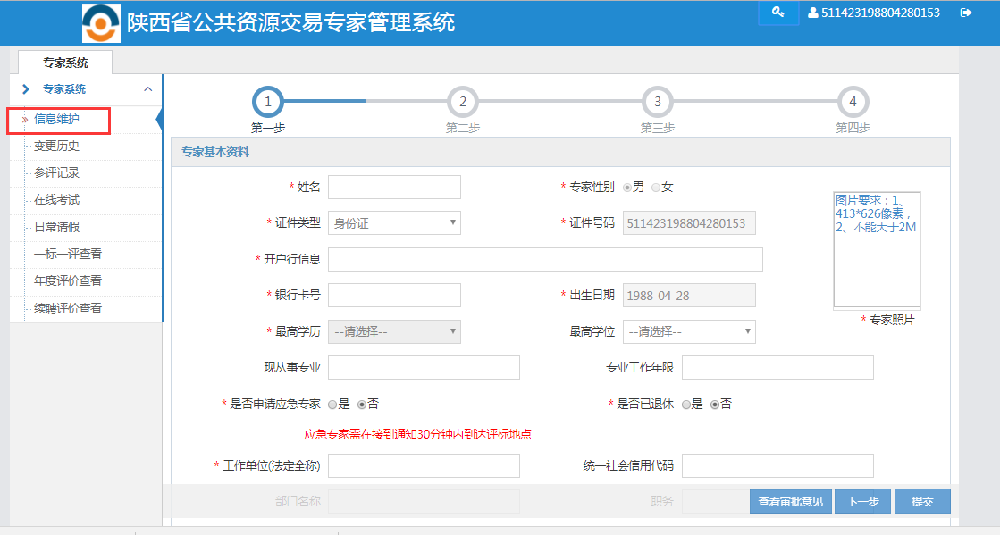 陕西省公共资源交易专家管理系统
511423198804280153
专家系统
专家系统
信息维护
变更历史
参评记录
在线考试
日常请假
一标一评查看
年度评价查看
续聘评价查看
1 2 3 4
第一步 第二步 第三步 第四步
专家基本资料
* 姓名 * 专家性别 男 女
* 证件类型 身份证 * 证件号码 511423198804280153
图片要求：1、
413*626像素，
2、不能大于2M
* 开户行信息
* 银行卡号 * 出生日期 1988-04-28
* 专家照片
* 最高学历 --请选择-- 最高学位 --请选择--
现从事专业 专业工作年限
* 是否申请应急专家 是 否 * 是否已退休 是 否
应急专家需在接到通知30分钟内到达评标地点
* 工作单位(法定全称) 统一社会信用代码
部门名称 职务 查看审批意见 下一步 提交